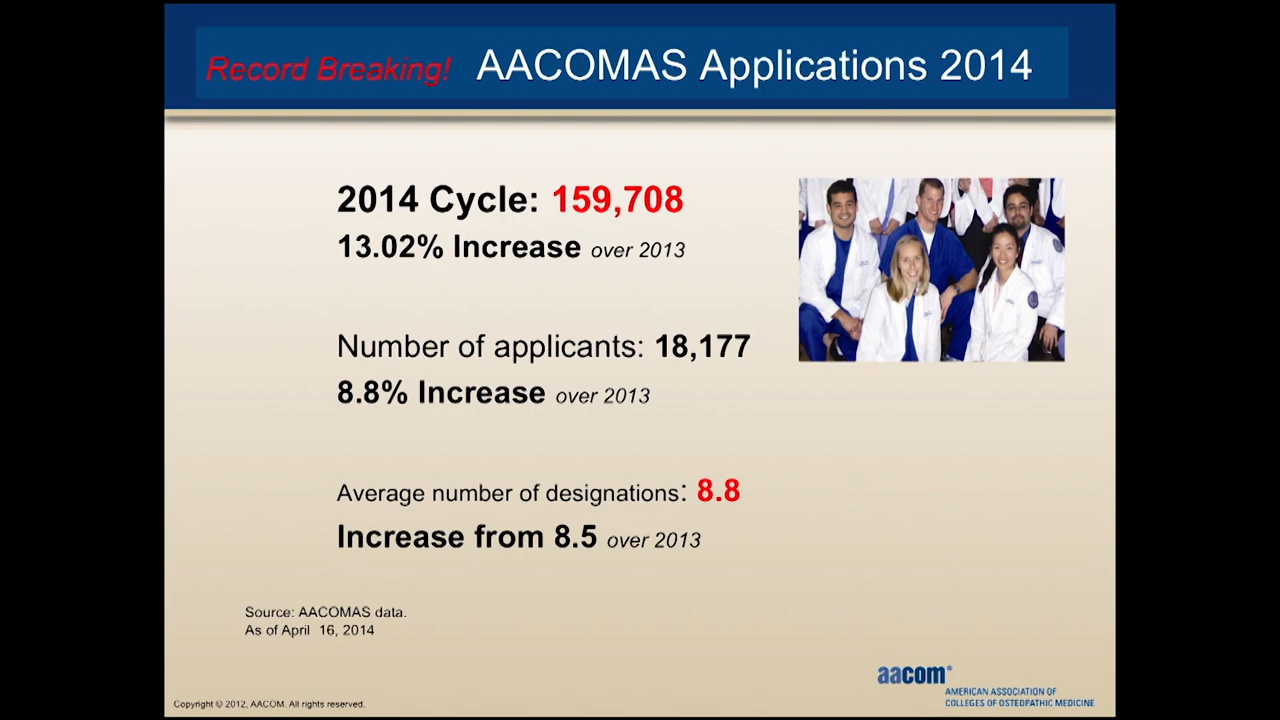 Record Breaking! AACOMAS Applications 2014
2014 Cycle: 159,708
13.02% Increase over 2013
Number of applicants: 18,177
8.8% Increase over 2013
Average number of designations: 8.8
Increase from 8.5 over 2013
Source: AACOMAS data.
As of April 16, 2014
aacom®
AMERICAN ASSOCIATION OF
COLLEGES OF OSTEOPATHIC MEDICINE
Copyright © 2012, AACOM. All rights reserved.